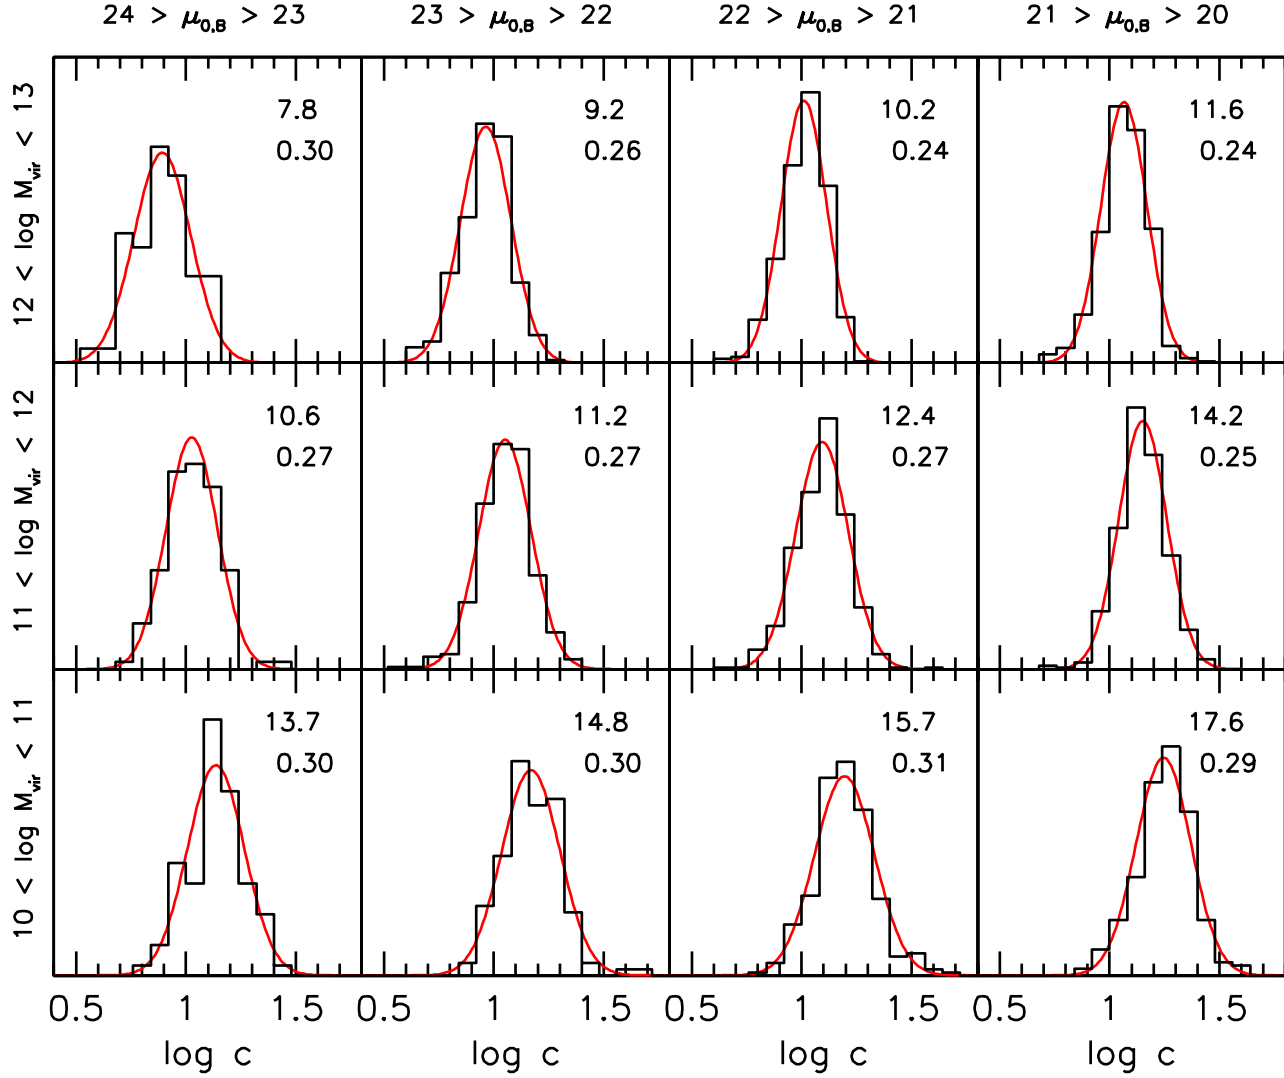 24 > μ0,B > 23 23 > μ0,B > 22 22 > μ0,B > 21 21 > μ0,B > 20
12 < log Mvir < 13
7.8 9.2 10.2 11.6
0.30 0.26 0.24 0.24
11 < log Mvir < 12
10.6 11.2 12.4 14.2
0.27 0.27 0.27 0.25
10 < log Mvir < 11
13.7 14.8 15.7 17.6
0.30 0.30 0.31 0.29
0.5 1 1.5 0.5 1 1.5 0.5 1 1.5 0.5 1 1.5
log c log c log c log c